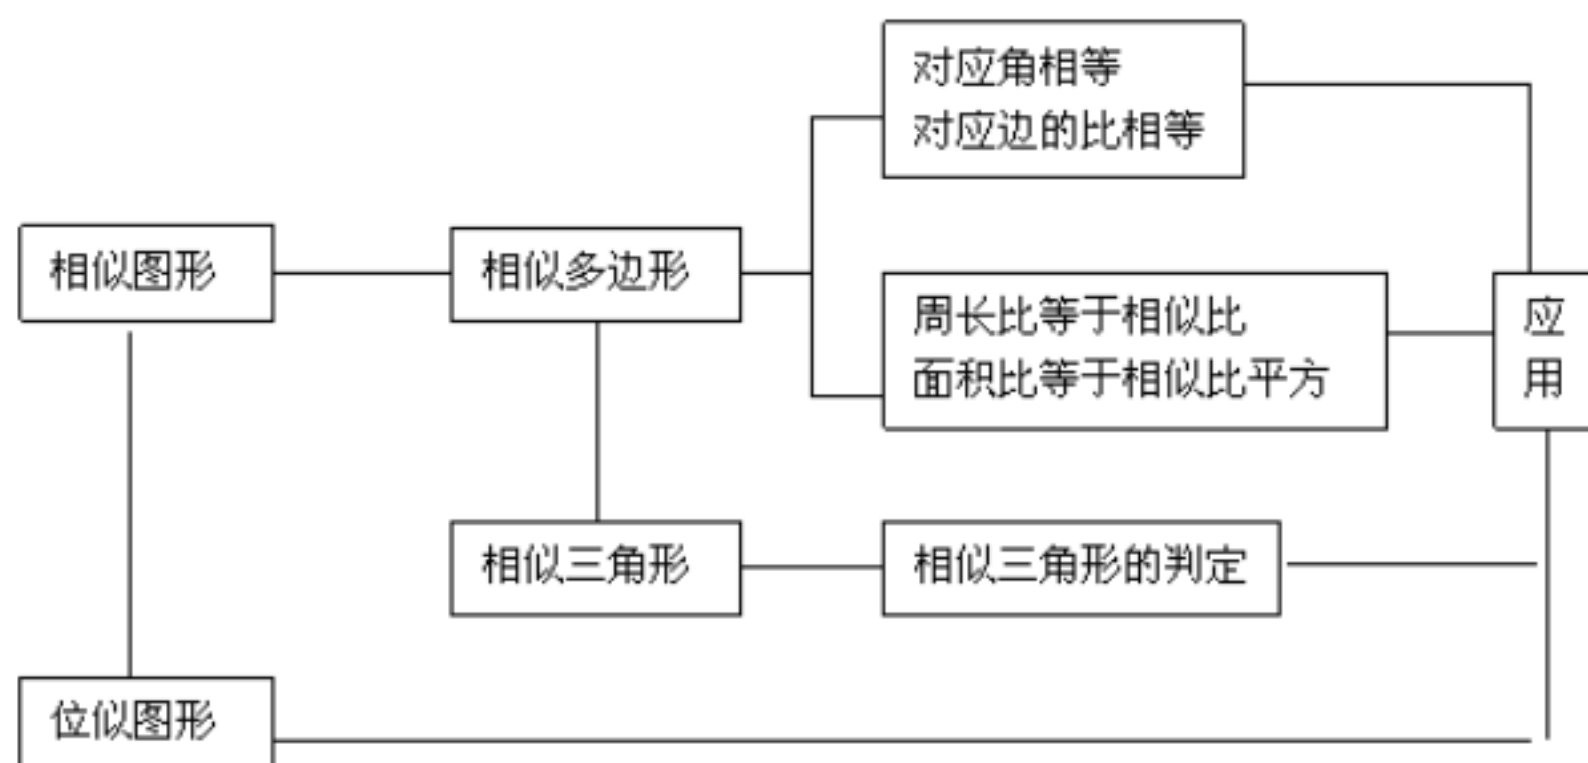 对应角相等
对应边的比相等
相似图形
相似多边形
周长比等于相似比
面积比等于相似比平方
应
用
相似三角形
相似三角形的判定
位似图形